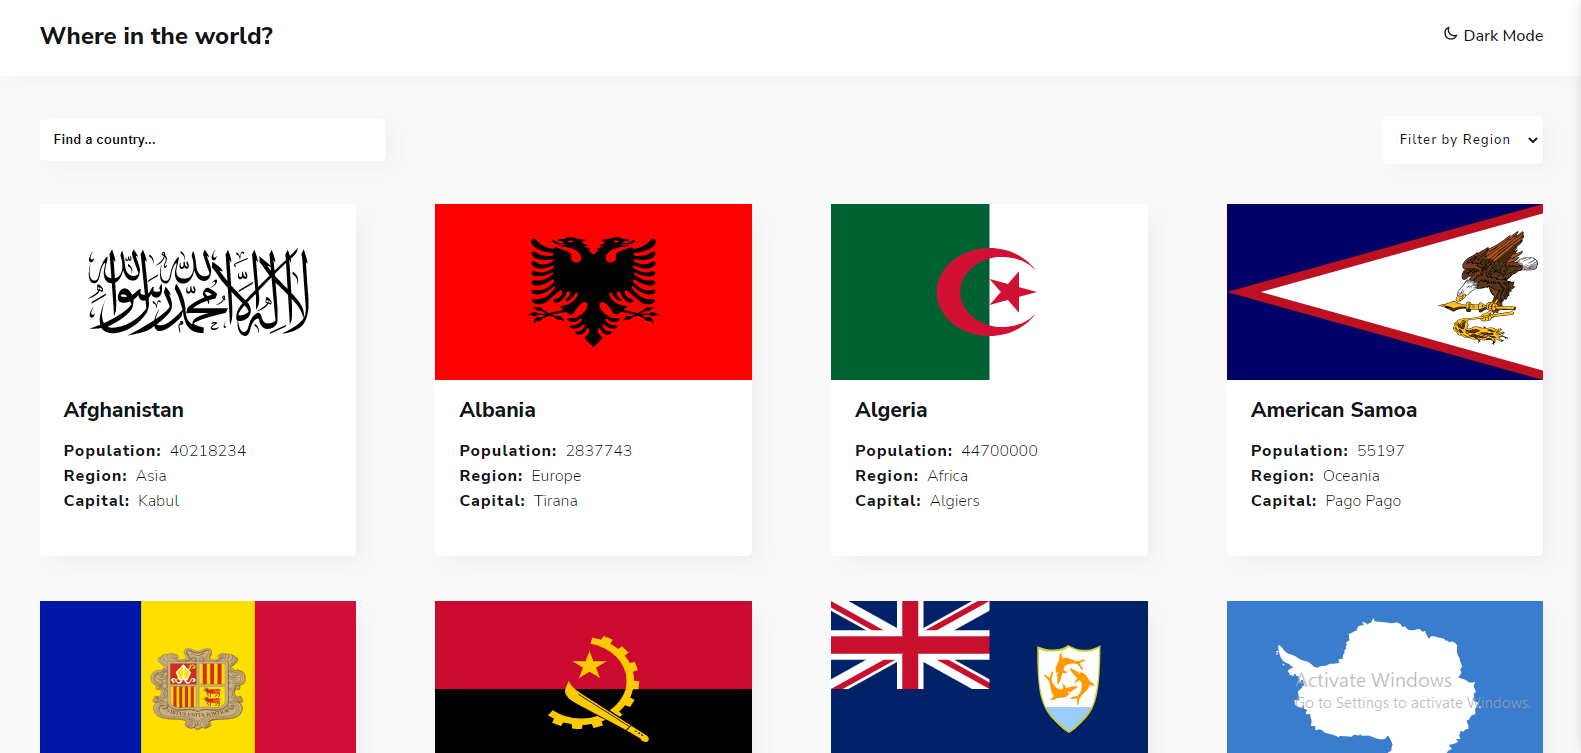 Where in the world?
Dark Mode
Find a country...
Filter by Region
لا إله إلا الله محمد رسول الله
Afghanistan
Population: 40218234
Region: Asia
Capital: Kabul
Albania
Population: 2837743
Region: Europe
Capital: Tirana
Algeria
Population: 44700000
Region: Africa
Capital: Algiers
American Samoa
Population: 55197
Region: Oceania
Capital: Pago Pago
Activate Windows
Go to Settings to activate Windows.